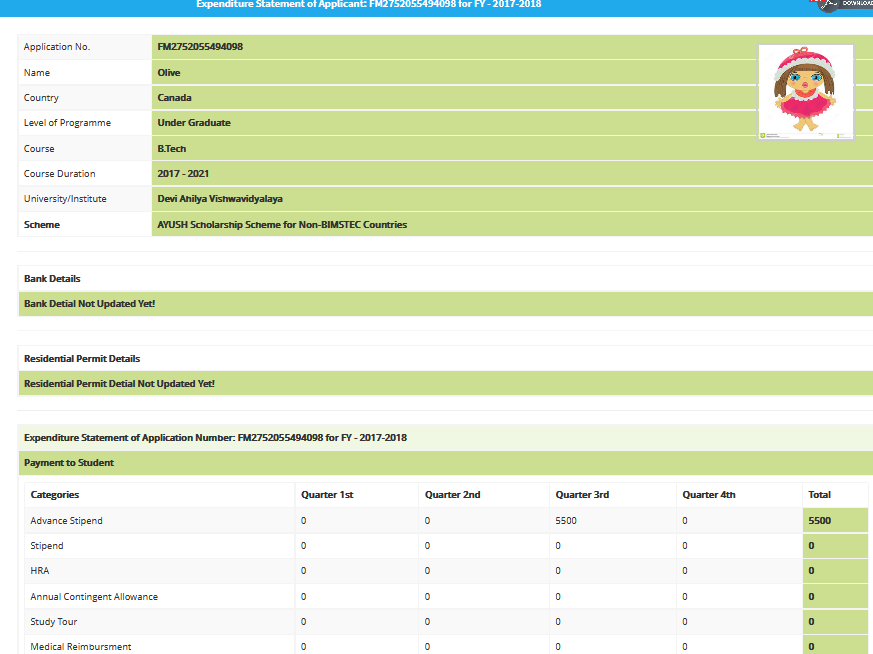 Expenditure Statement of Applicant: FM2752055494098 for FY - 2017-2018
DOWNLOAD
Application No. FM2752055494098
Name Olive
Country Canada
Level of Programme Under Graduate
Course B.Tech
Course Duration 2017 - 2021
University/Institute Devi Ahilya Vishwavidyalaya
Scheme AYUSH Scholarship Scheme for Non-BIMSTEC Countries
Bank Details
Bank Detial Not Updated Yet!
Residential Permit Details
Residential Permit Detial Not Updated Yet!
Expenditure Statement of Application Number: FM2752055494098 for FY - 2017-2018
Payment to Student
Categories Quarter 1st Quarter 2nd Quarter 3rd Quarter 4th Total
Advance Stipend 0 0 5500 0 5500
Stipend 0 0 0 0 0
HRA 0 0 0 0 0
Annual Contingent Allowance 0 0 0 0 0
Study Tour 0 0 0 0 0
Medical Reimbursment 0 0 0 0 0